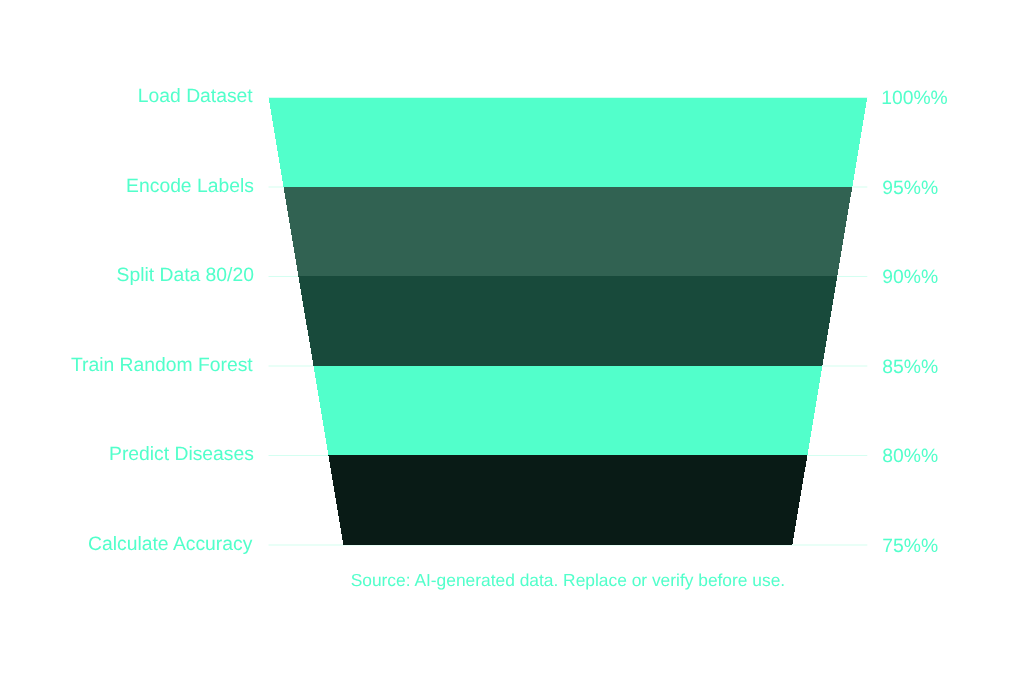 Load Dataset 100%%
Encode Labels 95%%
Split Data 80/20 90%%
Train Random Forest 85%%
Predict Diseases 80%%
Calculate Accuracy 75%%
Source: AI-generated data. Replace or verify before use.